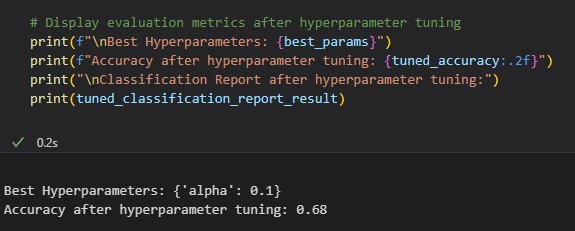 # Display evaluation metrics after hyperparameter tuning
print(f"\nBest Hyperparameters: {best_params}")
print(f"Accuracy after hyperparameter tuning: {tuned_accuracy:.2f}")
print("\nClassification Report after hyperparameter tuning:")
print(tuned_classification_report_result)
0.2s
Best Hyperparameters: {'alpha': 0.1}
Accuracy after hyperparameter tuning: 0.68